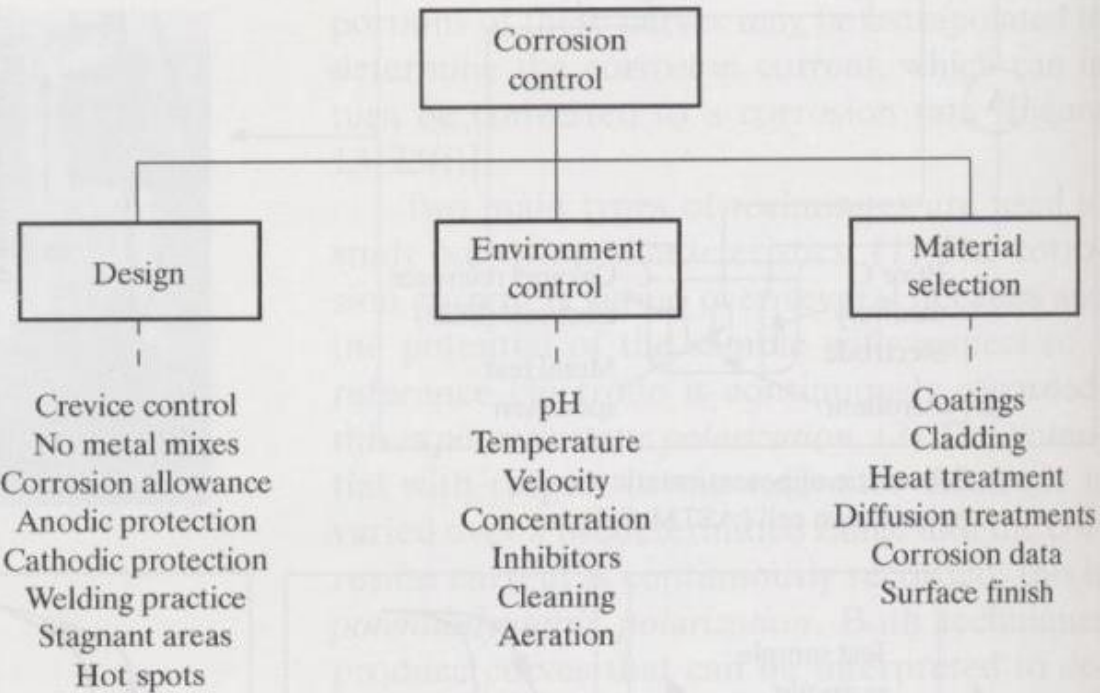 Corrosion
control
Design
Environment
control
Material
selection
Crevice control
No metal mixes
Corrosion allowance
Anodic protection
Cathodic protection
Welding practice
Stagnant areas
Hot spots
pH
Temperature
Velocity
Concentration
Inhibitors
Cleaning
Aeration
Coatings
Cladding
Heat treatment
Diffusion treatments
Corrosion data
Surface finish